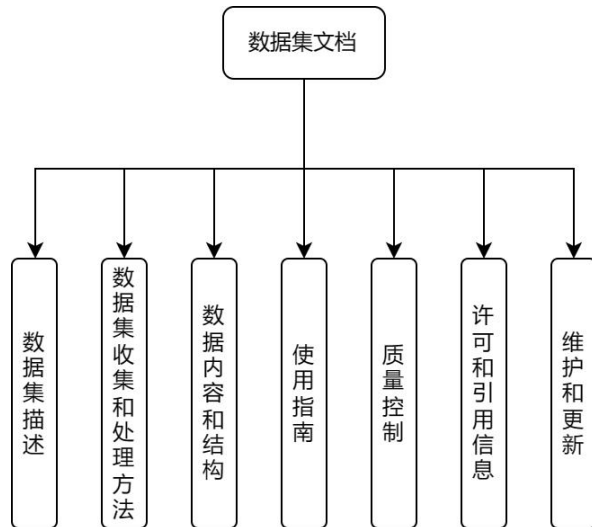 数据集文档
数据集描述
数据集收集和处理方法
数据内容和结构
使用指南
质量控制
许可和引用信息
维护和更新